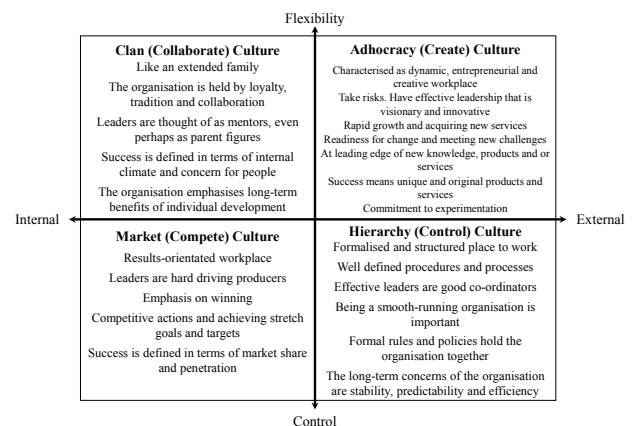 Flexibility
Clan (Collaborate) Culture
Like an extended family
The organisation is held by loyalty,
tradition and collaboration
Leaders are thought of as mentors, even
perhaps as parent figures
Success is defined in terms of internal
climate and concern for people
The organisation emphasises long-term
benefits of individual development
Adhocracy (Create) Culture
Characterised as dynamic, entrepreneurial and
creative workplace
Take risks. Have effective leadership that is
visionary and innovative
Rapid growth and acquiring new services
Readiness for change and meeting new challenges
At leading edge of new knowledge, products and or
services
Success means unique and original products and
services
Commitment to experimentation
Internal
External
Market (Compete) Culture
Results-orientated workplace
Leaders are hard driving producers
Emphasis on winning
Competitive actions and achieving stretch
goals and targets
Success is defined in terms of market share
and penetration
Hierarchy (Control) Culture
Formalised and structured place to work
Well defined procedures and processes
Effective leaders are good co-ordinators
Being a smooth-running organisation is
important
Formal rules and policies hold the
organisation together
The long-term concerns of the organisation
are stability, predictability and efficiency
Control